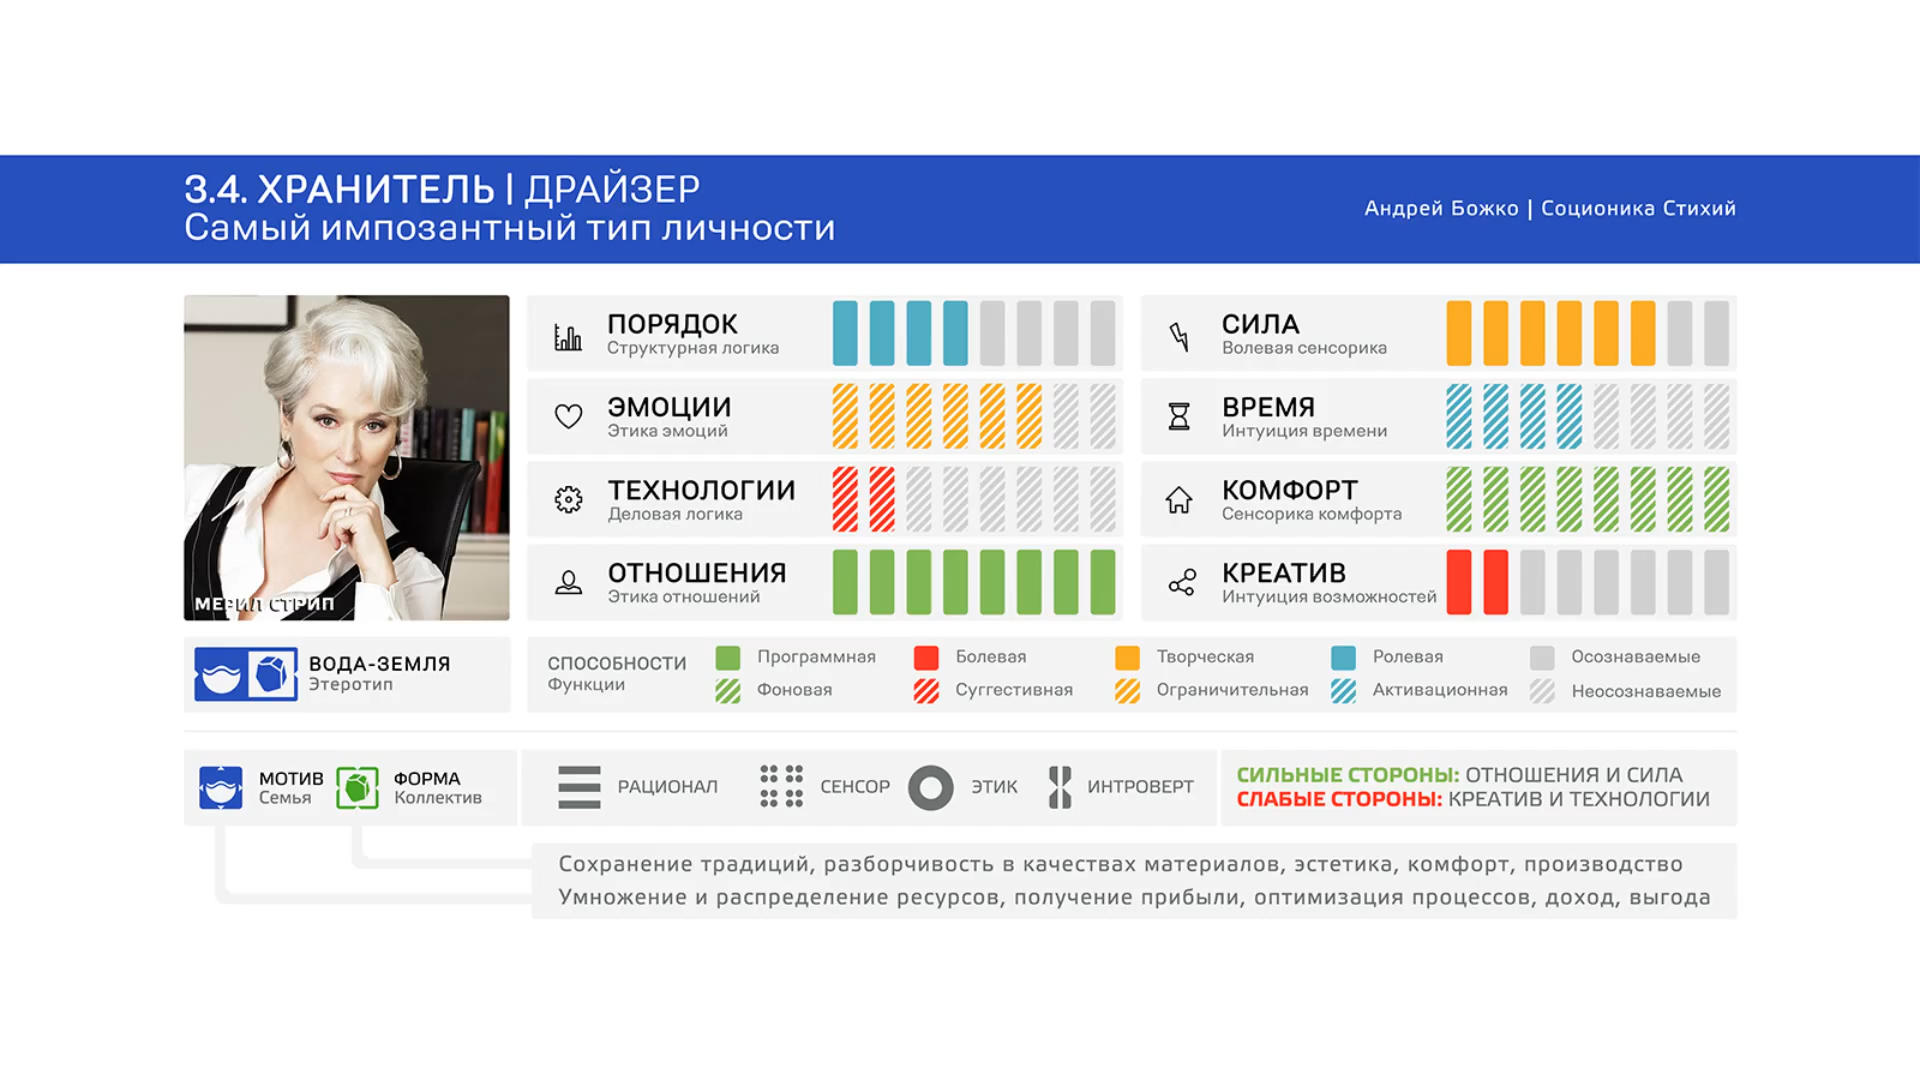 3.4. ХРАНИТЕЛЬ | ДРАЙЗЕР
Самый импозантный тип личности
Андрей Божко | Соционика Стихий
МЕРИЛ СТРИП
ПОРЯДОК
Структурная логика
СИЛА
Волевая сенсорика
ЭМОЦИИ
Этика эмоций
ВРЕМЯ
Интуиция времени
ТЕХНОЛОГИИ
Деловая логика
КОМФОРТ
Сенсорика комфорта
ОТНОШЕНИЯ
Этика отношений
КРЕАТИВ
Интуиция возможностей
ВОДА-ЗЕМЛЯ
Этеротип
СПОСОБНОСТИ
Функции
Программная
Болевая
Творческая
Ролевая
Осознаваемые
Фоновая
Суггестивная
Ограничительная
Активационная
Неосознаваемые
МОТИВ
Семья
ФОРМА
Коллектив
РАЦИОНАЛ
СЕНСОР
ЭТИК
ИНТРОВЕРТ
СИЛЬНЫЕ СТОРОНЫ: ОТНОШЕНИЯ И СИЛА
СЛАБЫЕ СТОРОНЫ: КРЕАТИВ И ТЕХНОЛОГИИ
Сохранение традиций, разборчивость в качествах материалов, эстетика, комфорт, производство
Умножение и распределение ресурсов, получение прибыли, оптимизация процессов, доход, выгода